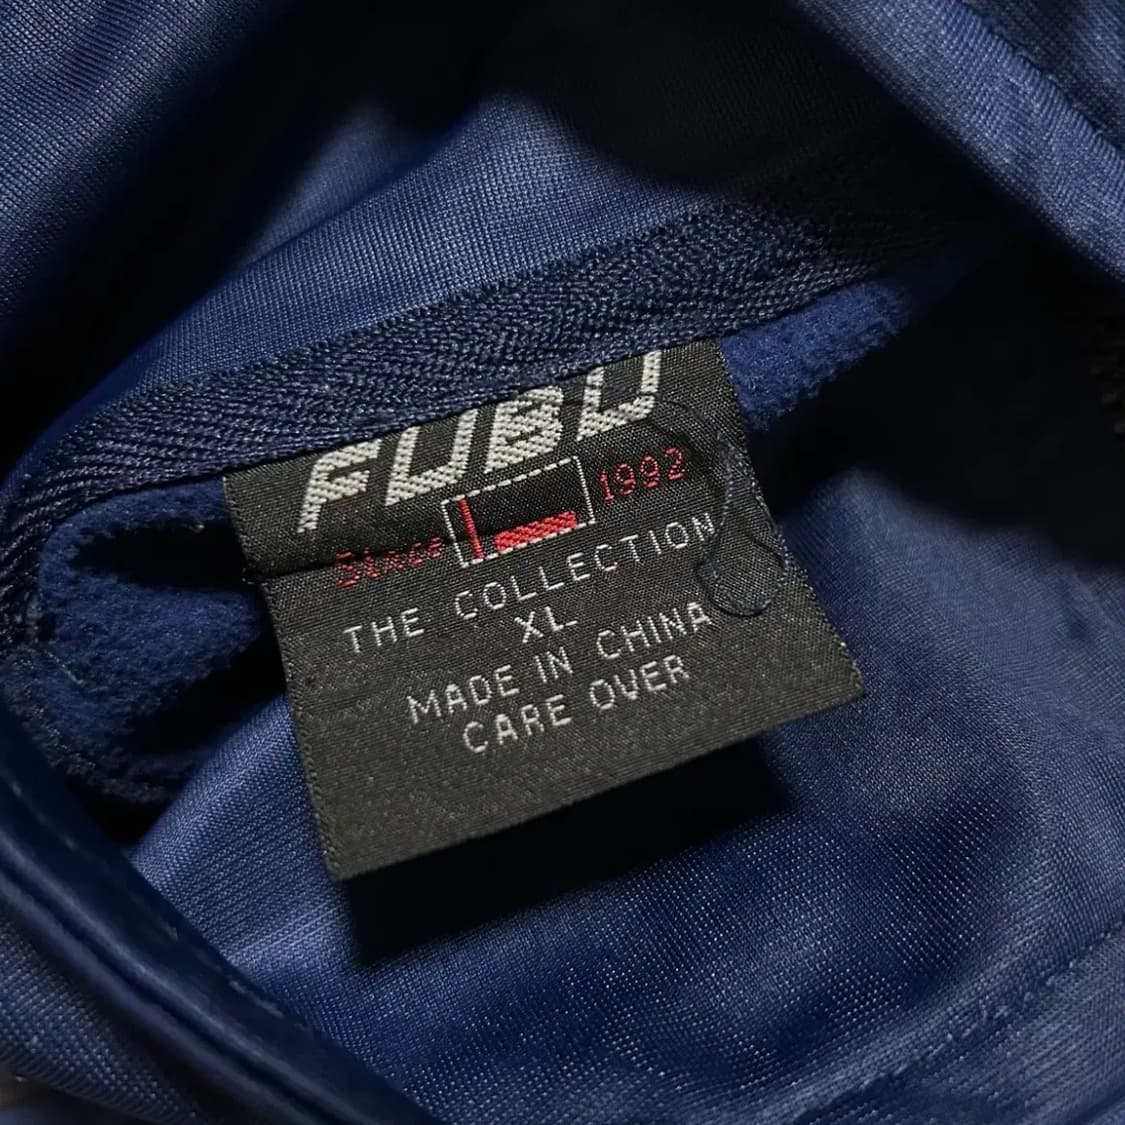 FUBU
Since 1992
THE COLLECTION
XL
MADE IN CHINA
CARE OVER